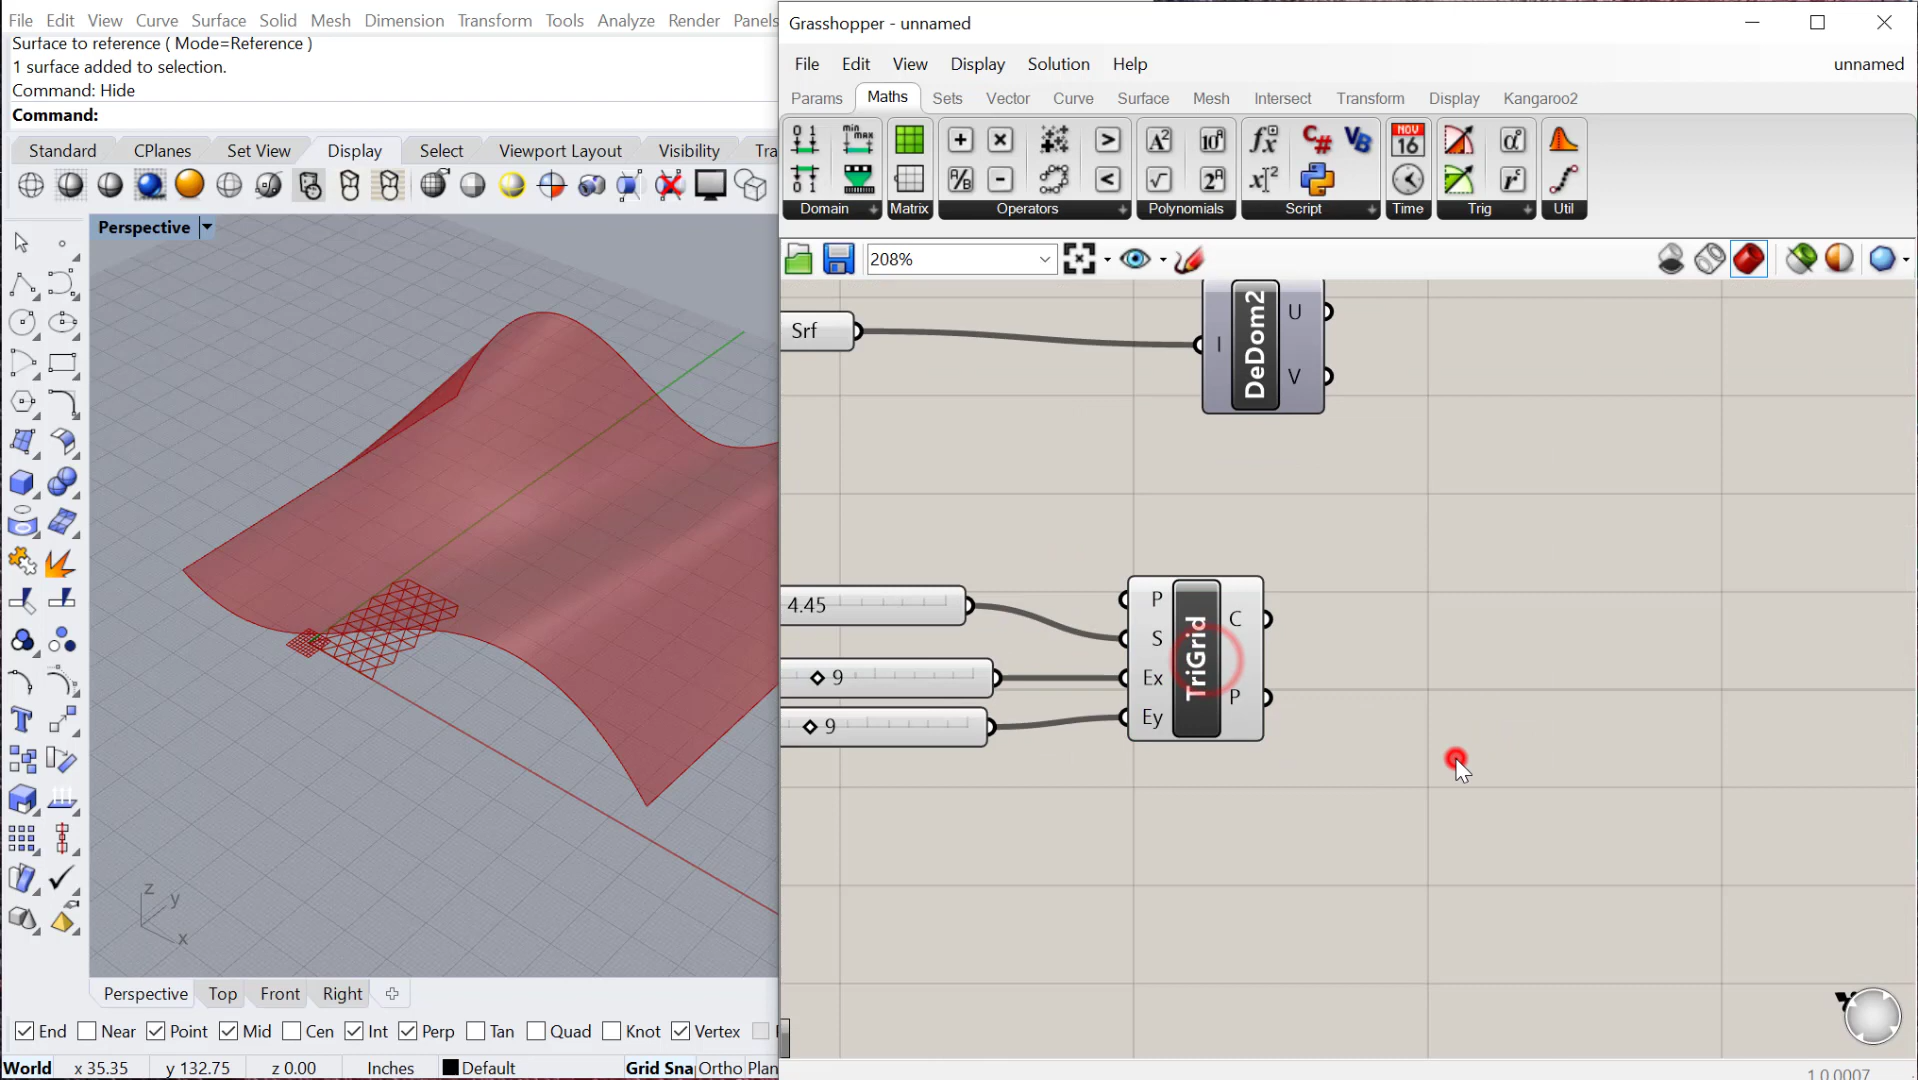 File Edit View Curve Surface Solid Mesh Dimension Transform Tools Analyze Render Panels
Surface to reference ( Mode=Reference )
1 surface added to selection.
Command: Hide
Command:
Standard CPlanes Set View Display Select Viewport Layout Visibility Tra
Perspective
z
y
x
Perspective Top Front Right
End Near Point Mid Cen Int Perp Tan Quad Knot Vertex
World x 35.35 y 132.75 z 0.00 Inches Default Grid Sna Ortho Plan
Grasshopper - unnamed
File Edit View Display Solution Help unnamed
Params Maths Sets Vector Curve Surface Mesh Intersect Transform Display Kangaroo2
Domain Matrix Operators Polynomials Script Time Trig Util
208%
Srf
I DeDom2 U
V
4.45
9
9
P TriGrid C
S
Ex P
Ey
1.0.0007